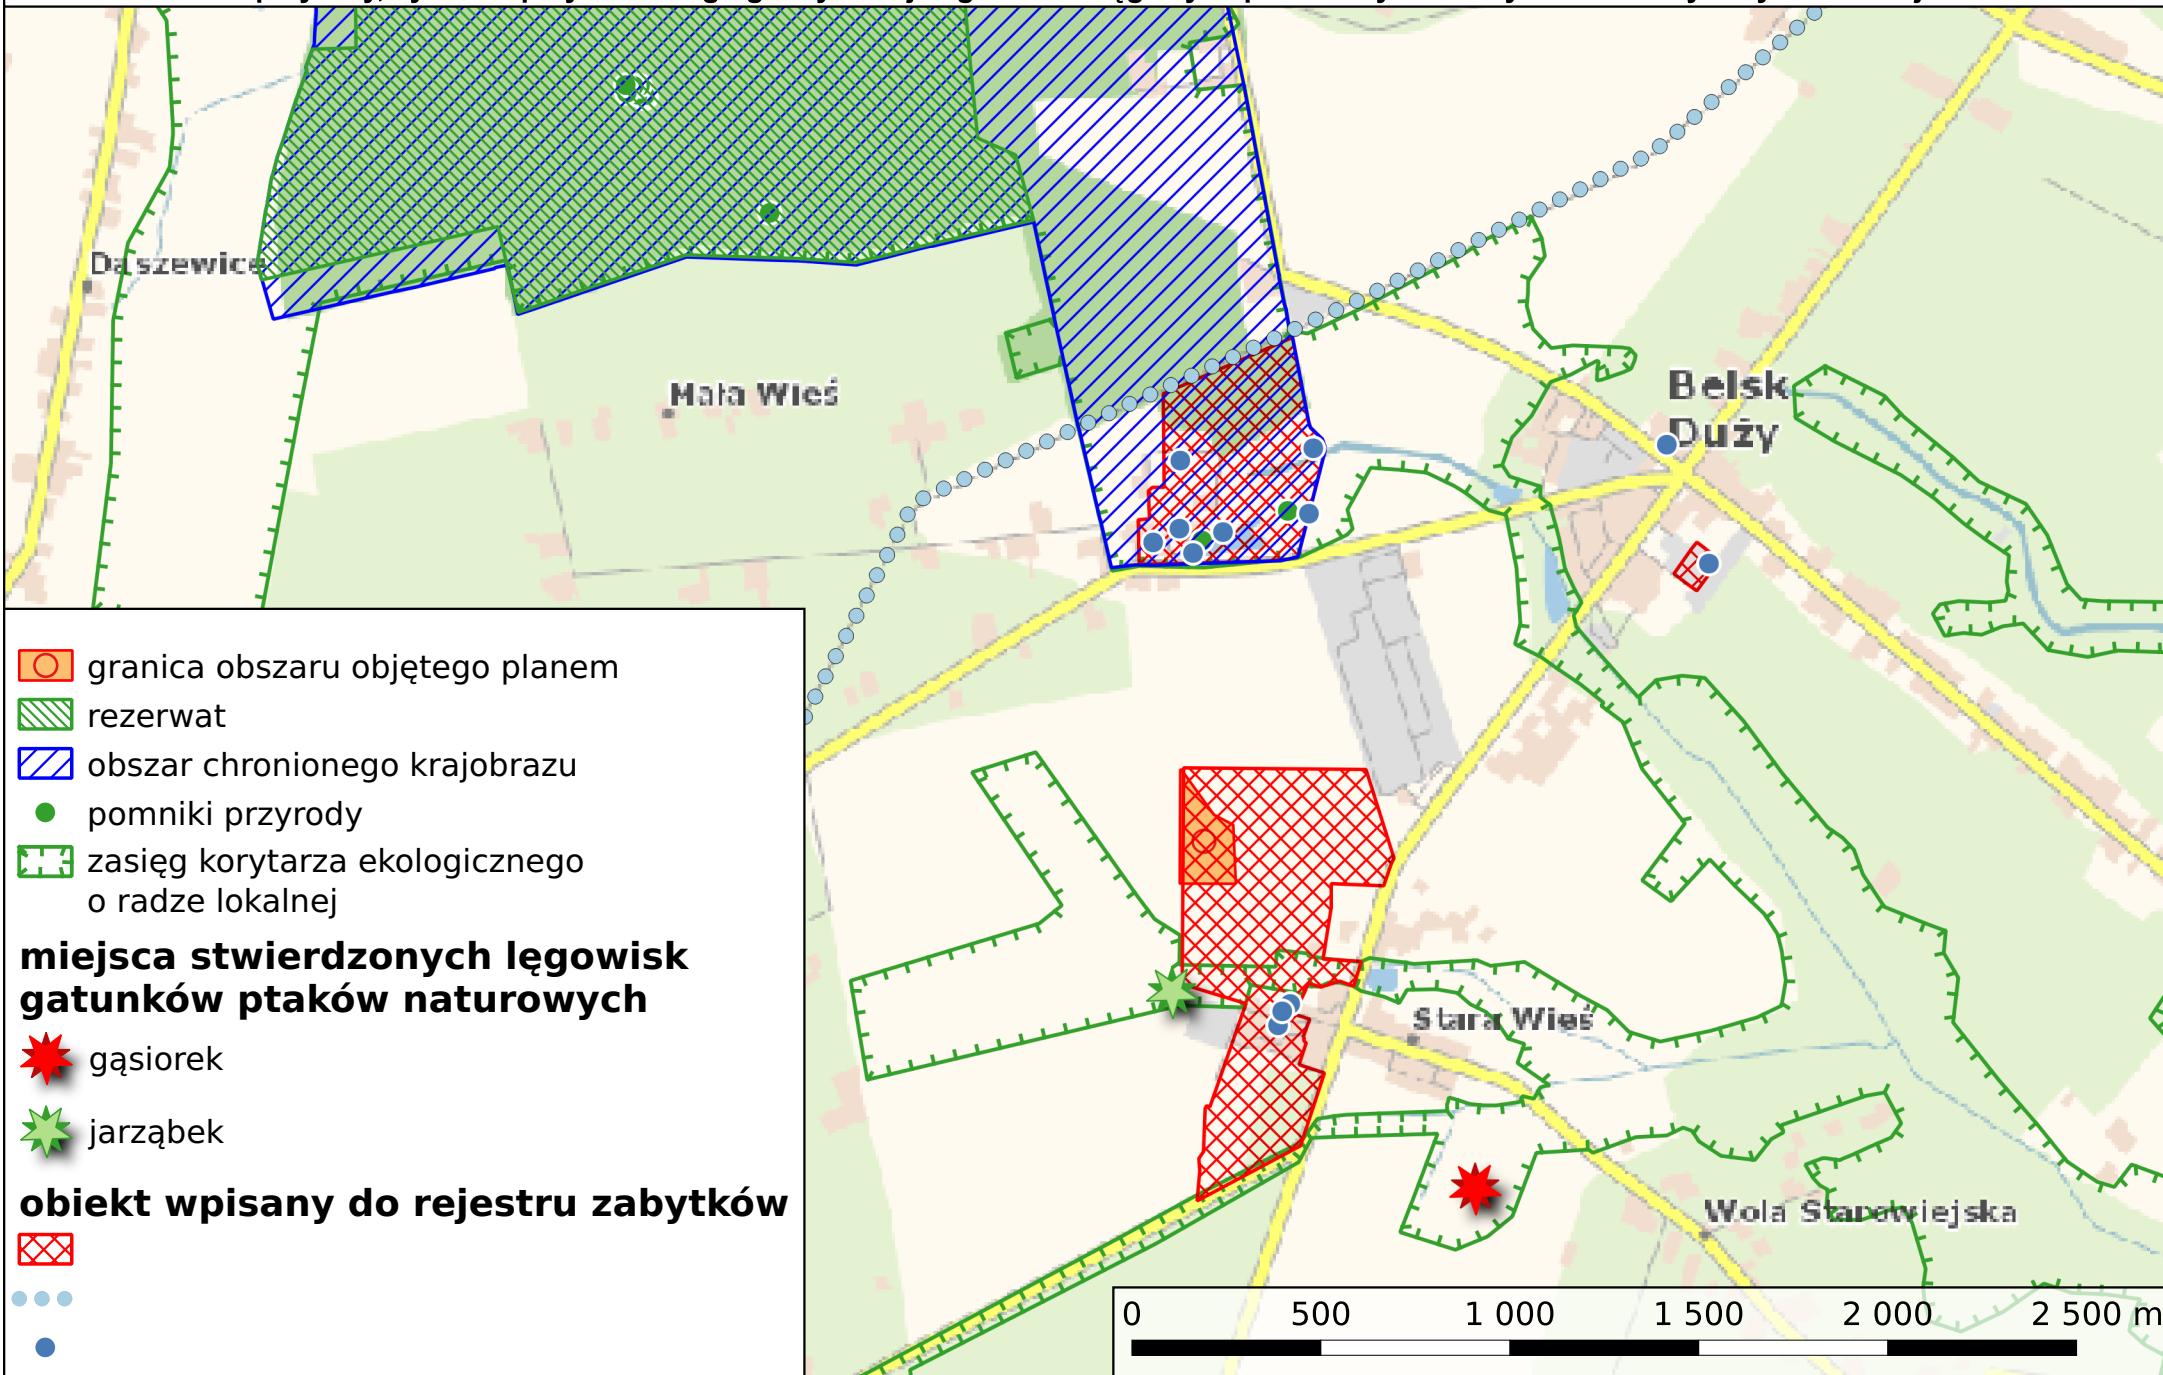 Daszewice
Mała Wieś
Belsk
Duży
Stara Wieś
Wola Starowiejska
granica obszaru objętego planem
rezerwat
obszar chronionego krajobrazu
pomniki przyrody
zasięg korytarza ekologicznego
o radze lokalnej
miejsca stwierdzonych lęgowisk
gatunków ptaków naturowych
gąsiorek
jarząbek
obiekt wpisany do rejestru zabytków
0 500 1 000 1 500 2 000 2 500 m